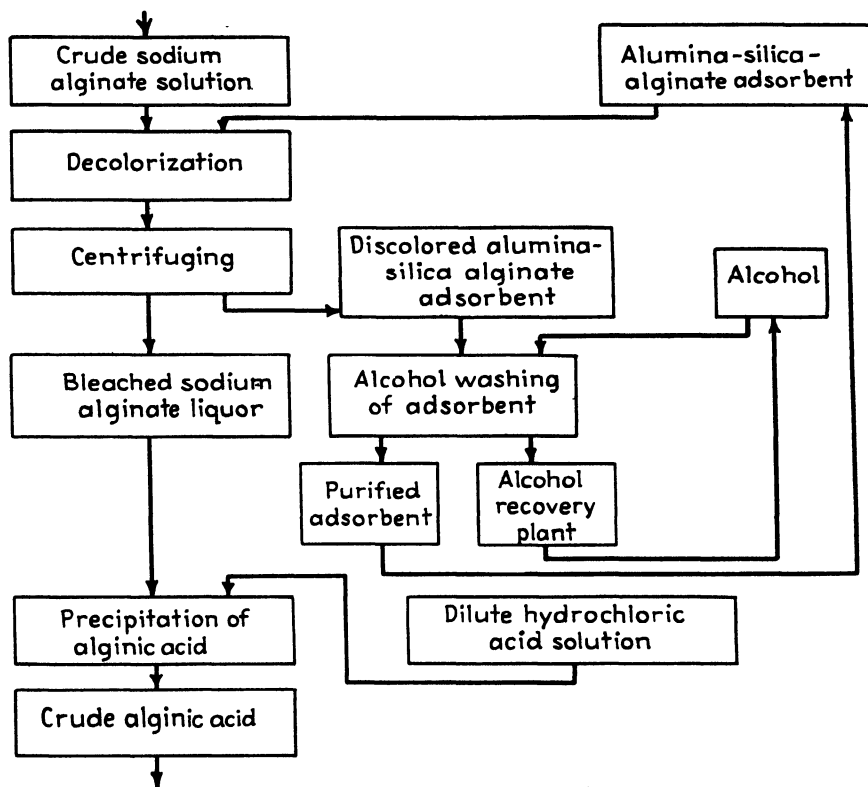 Crude sodium
alginate solution
Alumina-silica-
-alginate adsorbent
Decolorization
Centrifuging
Discolored alumina-
-silica alginate
adsorbent
Alcohol
Bleached sodium
alginate liquor
Alcohol washing
of adsorbent
Purified
adsorbent
Alcohol
recovery
plant
Precipitation of
alginic acid
Dilute hydrochloric
acid solution
Crude alginic acid